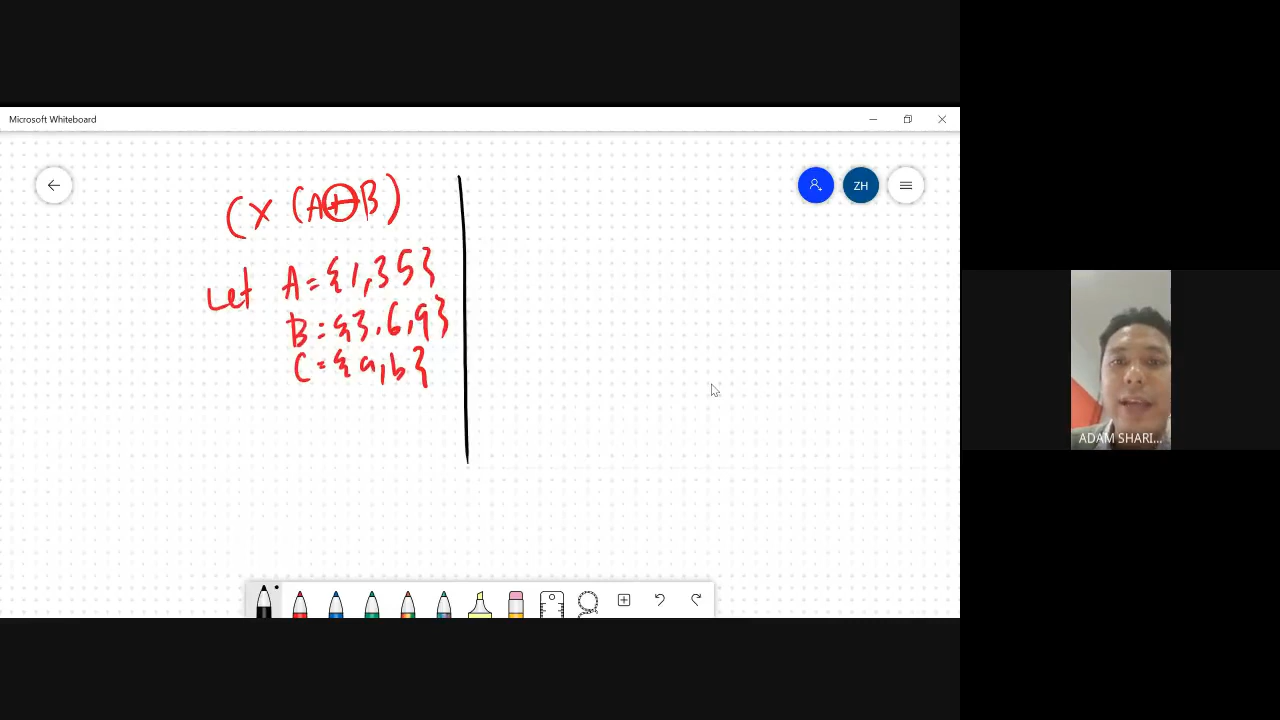 Microsoft Whiteboard
ZH
C × (A ⊕ B)
Let A = {1, 3 5}
B = {3, 6, 9}
C = {a, b}
ADAM SHARI...